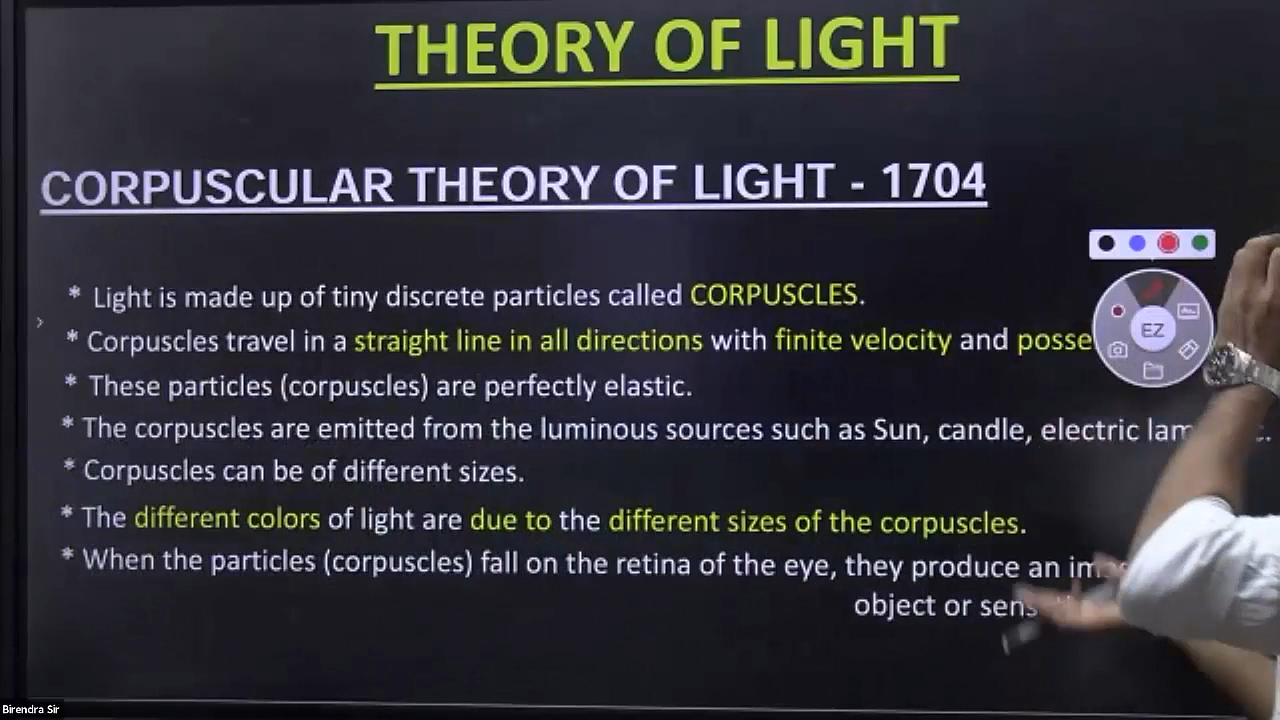 THEORY OF LIGHT
CORPUSCULAR THEORY OF LIGHT - 1704
* Light is made up of tiny discrete particles called CORPUSCLES.
* Corpuscles travel in a straight line in all directions with finite velocity and
EZ
* These particles (corpuscles) are perfectly elastic.
* The corpuscles are emitted from the luminous sources such as Sun, candle, electric
* Corpuscles can be of different sizes.
* The different colors of light are due to the different sizes of the corpuscles.
* When the particles (corpuscles) fall on the retina of the eye, they produce an
object or
Birendra Sir